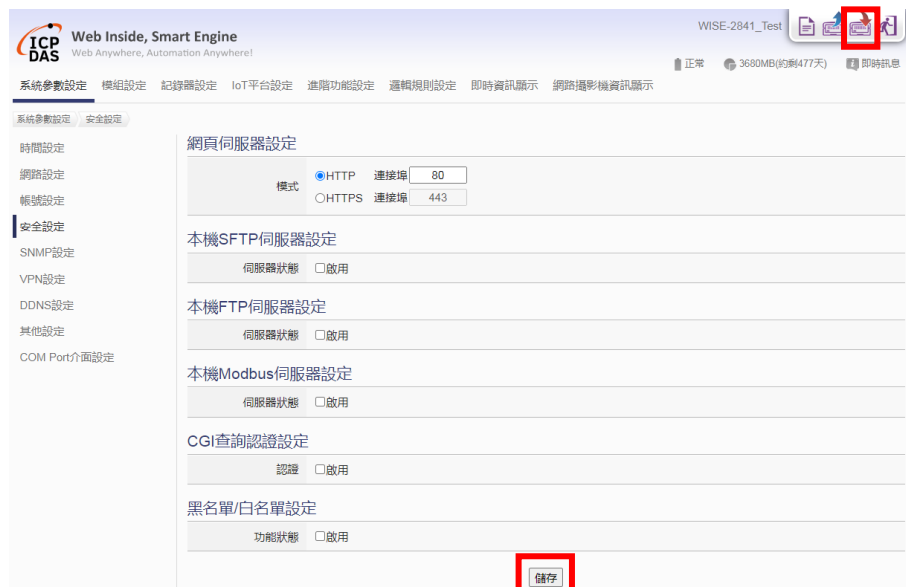 ICP DAS
Web Inside, Smart Engine
Web Anywhere, Automation Anywhere!
WISE-2841_Test
正常 3680MB(約剩477天) 即時訊息
系統參數設定 模組設定 記錄器設定 IoT平台設定 進階功能設定 邏輯規則設定 即時資訊顯示 網路攝影機資訊顯示
系統參數設定 安全設定
時間設定
網路設定
帳號設定
安全設定
SNMP設定
VPN設定
DDNS設定
其他設定
COM Port介面設定
網頁伺服器設定
模式
HTTP 連接埠 80
HTTPS 連接埠 443
本機SFTP伺服器設定
伺服器狀態 啟用
本機FTP伺服器設定
伺服器狀態 啟用
本機Modbus伺服器設定
伺服器狀態 啟用
CGI查詢認證設定
認證 啟用
黑名單/白名單設定
功能狀態 啟用
儲存